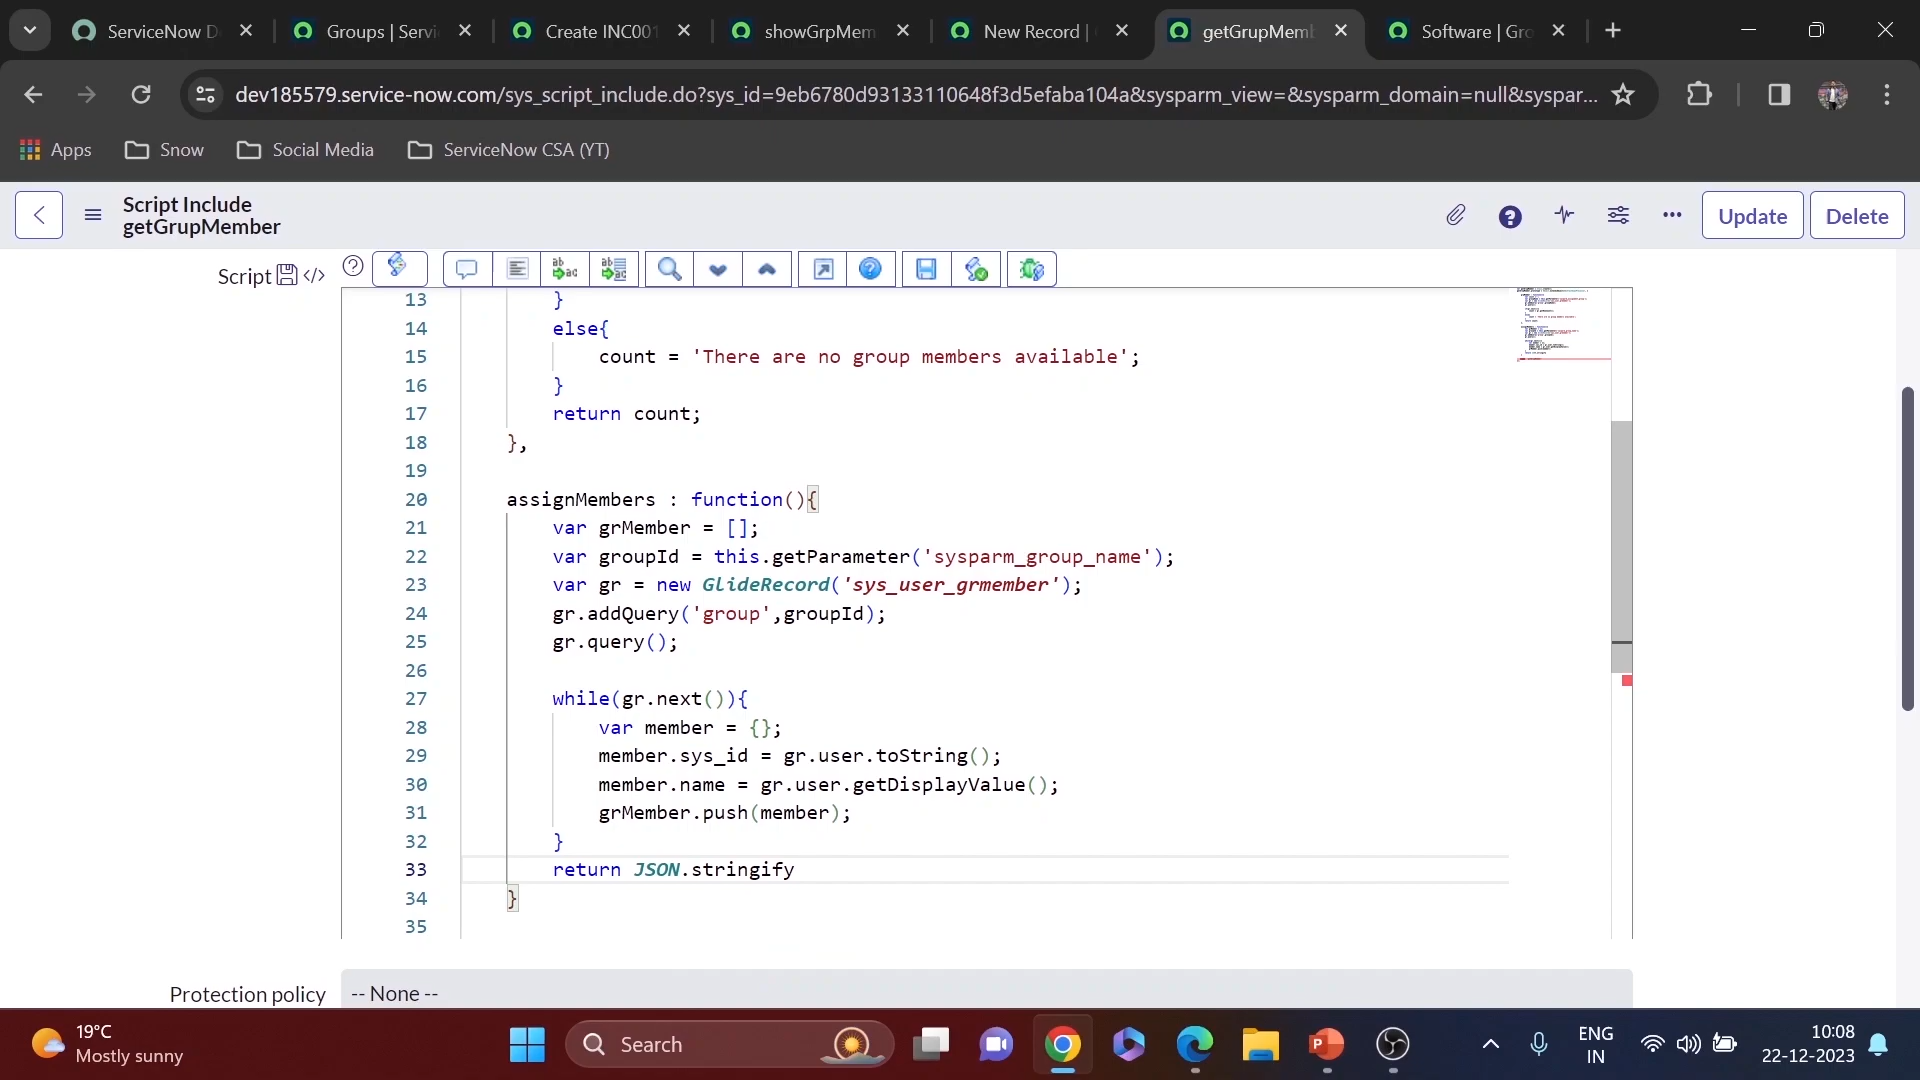 ServiceNow D
Groups | Servi
Create INC001
showGrpMem
New Record |
getGrupMemb
Software | Gro
dev185579.service-now.com/sys_script_include.do?sys_id=9eb6780d93133110648f3d5efaba104a&sysparm_view=&sysparm_domain=null&syspar...
Apps
Snow
Social Media
ServiceNow CSA (YT)
Script Include
getGrupMember
Update
Delete
Script
13 }
14 else{
15 count = 'There are no group members available';
16 }
17 return count;
18 },
19
20 assignMembers : function(){
21 var grMember = [];
22 var groupId = this.getParameter('sysparm_group_name');
23 var gr = new GlideRecord('sys_user_grmember');
24 gr.addQuery('group',groupId);
25 gr.query();
26
27 while(gr.next()){
28 var member = {};
29 member.sys_id = gr.user.toString();
30 member.name = gr.user.getDisplayValue();
31 grMember.push(member);
32 }
33 return JSON.stringify
34 }
35
Protection policy
-- None --
19°C
Mostly sunny
Search
ENG
IN
10:08
22-12-2023